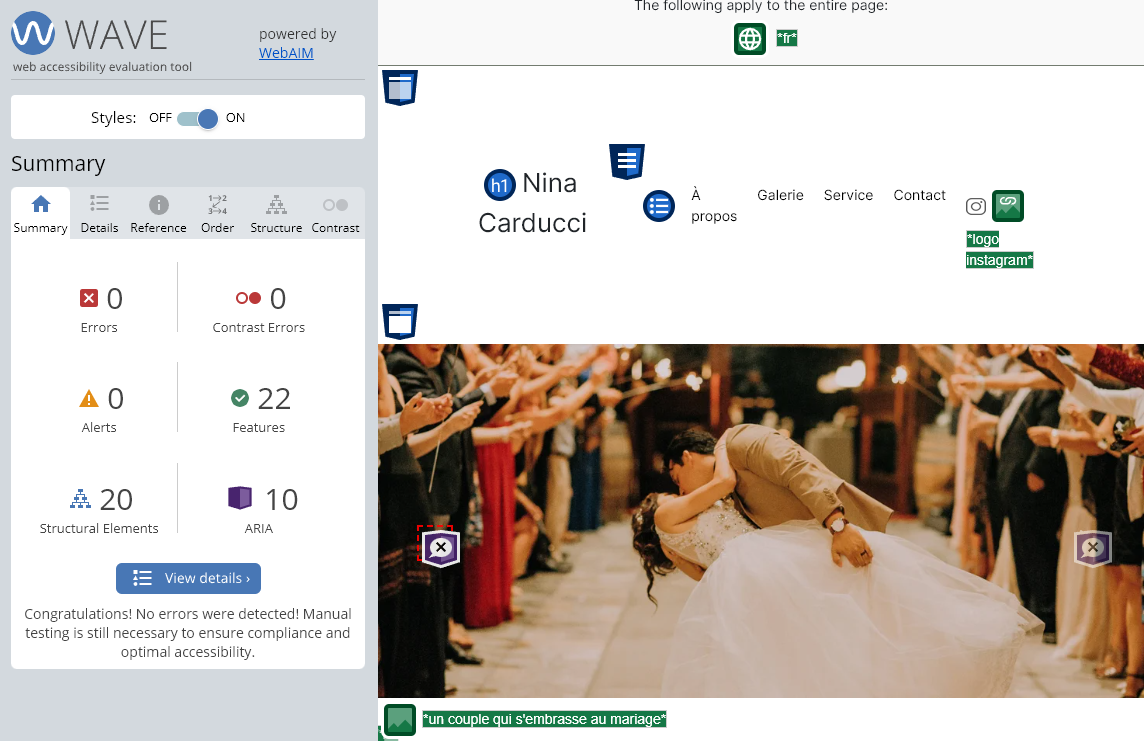 WAVE
powered by
WebAIM
web accessibility evaluation tool
Styles: OFF ON
Summary
Summary Details Reference Order Structure Contrast
0
Errors
0
Contrast Errors
0
Alerts
22
Features
20
Structural Elements
10
ARIA
View details ›
Congratulations! No errors were detected! Manual
testing is still necessary to ensure compliance and
optimal accessibility.
The following apply to the entire page:
*fr*
h1 Nina
Carducci
À
propos
Galerie
Service
Contact
*logo
instagram*
*un couple qui s'embrasse au mariage*